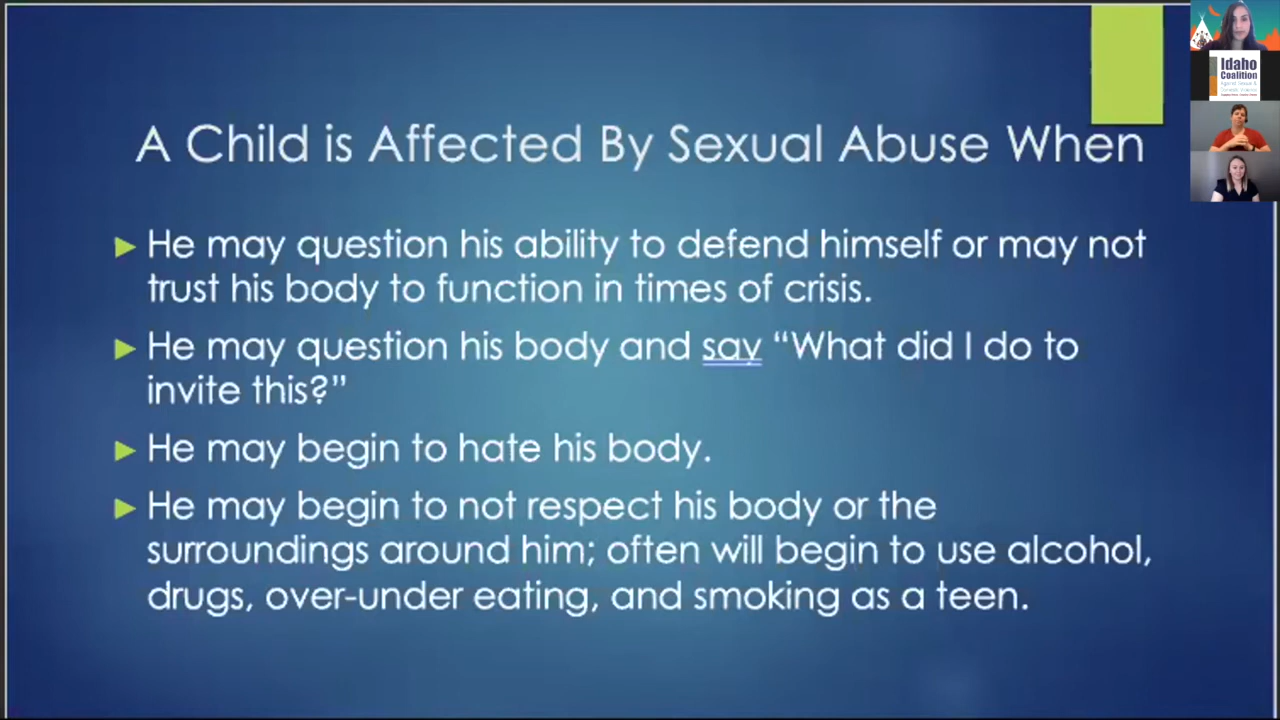 A Child is Affected By Sexual Abuse When
He may question his ability to defend himself or may not
trust his body to function in times of crisis.
He may question his body and say “What did I do to
invite this?”
He may begin to hate his body.
He may begin to not respect his body or the
surroundings around him; often will begin to use alcohol,
drugs, over-under eating, and smoking as a teen.
Idaho
Coalition